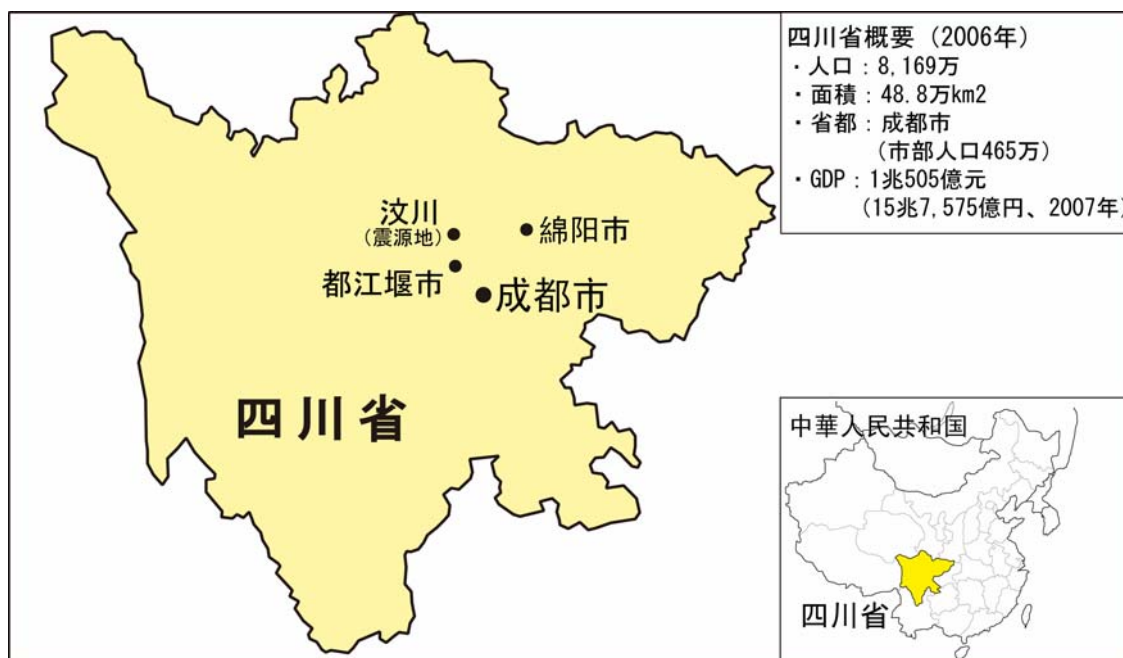 四川省概要（2006年）
・人口：8,169万
・面積：48.8万km2
・省都：成都市
（市部人口465万）
・GDP：1兆505億元
（15兆7,575億円、2007年）
汶川
（震源地）
綿阳市
都江堰市
成都市
四川省
中華人民共和国
四川省